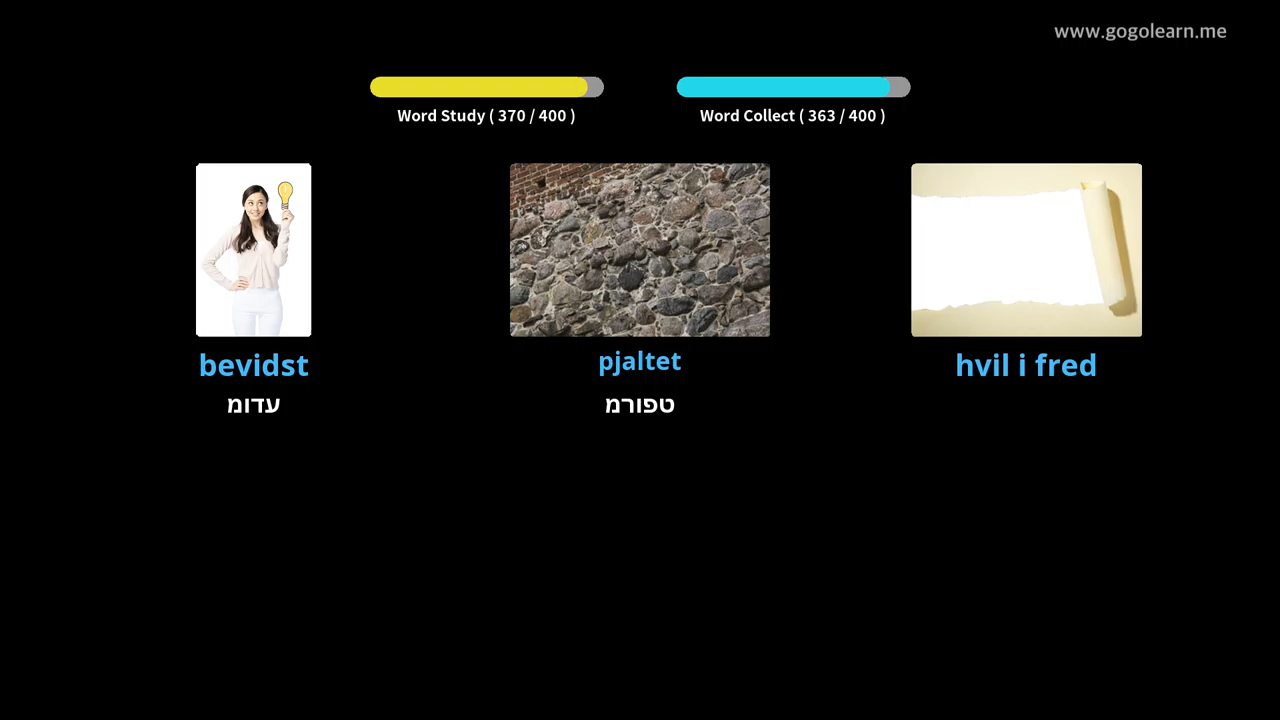 www.gogolearn.me
Word Study ( 370 / 400 )
Word Collect ( 363 / 400 )
bevidst
עדומ
pjaltet
טפורמ
hvil i fred